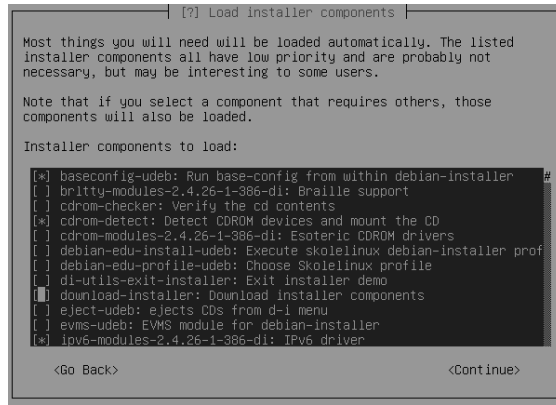 [?] Load installer components
Most things you will need will be loaded automatically. The listed
installer components all have low priority and are probably not
necessary, but may be interesting to some users.
Note that if you select a component that requires others, those
components will also be loaded.
Installer components to load:
[*] baseconfig-udeb: Run base-config from within debian-installer #
[ ] brltty-modules-2.4.26-1-386-di: Braille support
[ ] cdrom-checker: Verify the cd contents
[*] cdrom-detect: Detect CDROM devices and mount the CD
[ ] cdrom-modules-2.4.26-1-386-di: Esoteric CDROM drivers
[ ] debian-edu-install-udeb: Execute skolelinux debian-installer prof
[ ] debian-edu-profile-udeb: Choose Skolelinux profile
[ ] di-utils-exit-installer: Exit installer demo
[ ] download-installer: Download installer components
[ ] eject-udeb: ejects CDs from d-i menu
[ ] evms-udeb: EVMS module for debian-installer
[*] ipv6-modules-2.4.26-1-386-di: IPv6 driver
<Go Back> <Continue>